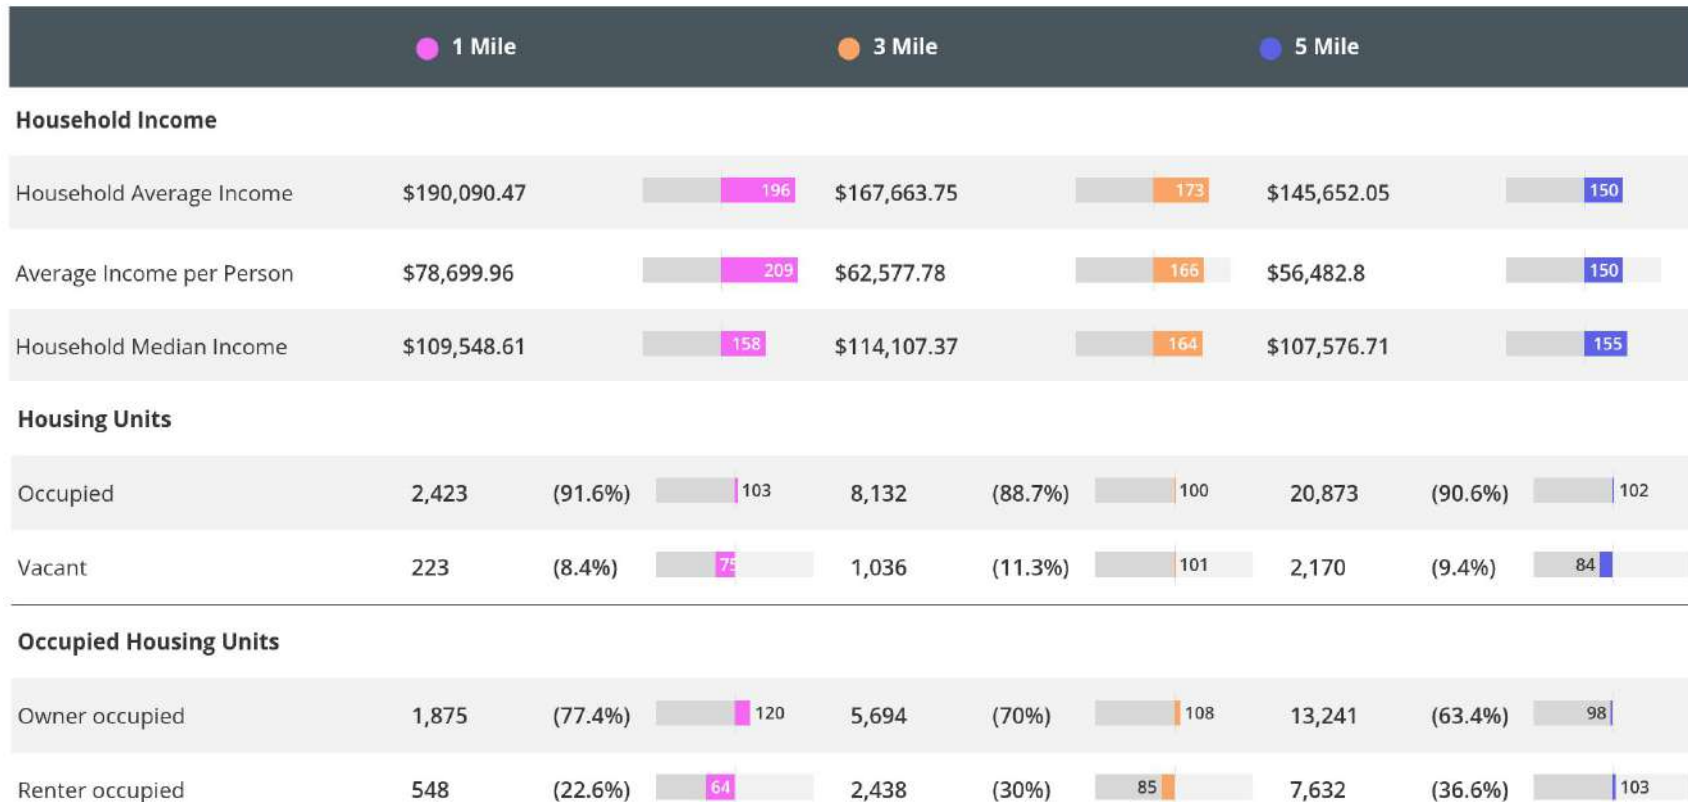 1 Mile 3 Mile 5 Mile
Household Income
Household Average Income $190,090.47 196 $167,663.75 173 $145,652.05 150
Average Income per Person $78,699.96 209 $62,577.78 166 $56,482.8 150
Household Median Income $109,548.61 158 $114,107.37 164 $107,576.71 155
Housing Units
Occupied 2,423 (91.6%) 103 8,132 (88.7%) 100 20,873 (90.6%) 102
Vacant 223 (8.4%) 75 1,036 (11.3%) 101 2,170 (9.4%) 84
Occupied Housing Units
Owner occupied 1,875 (77.4%) 120 5,694 (70%) 108 13,241 (63.4%) 98
Renter occupied 548 (22.6%) 64 2,438 (30%) 85 7,632 (36.6%) 103